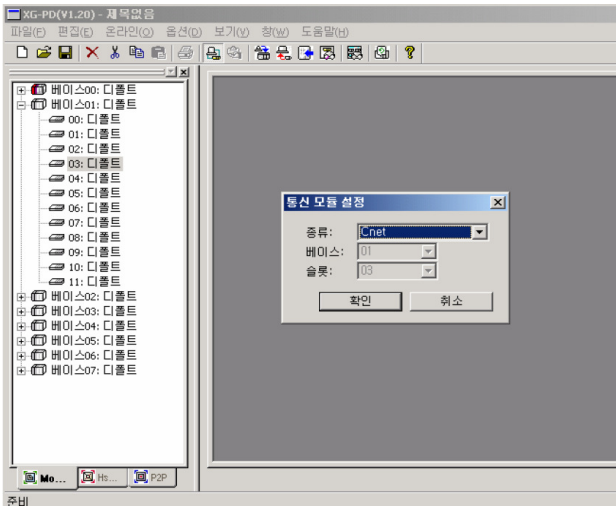 XG-PD(V1.20) - 제목없음
파일(F) 편집(E) 온라인(O) 옵션(D) 보기(V) 창(W) 도움말(H)
베이스00: 디폴트
베이스01: 디폴트
00: 디폴트
01: 디폴트
02: 디폴트
03: 디폴트
04: 디폴트
05: 디폴트
06: 디폴트
07: 디폴트
08: 디폴트
09: 디폴트
10: 디폴트
11: 디폴트
베이스02: 디폴트
베이스03: 디폴트
베이스04: 디폴트
베이스05: 디폴트
베이스06: 디폴트
베이스07: 디폴트
Mo... Hs... P2P
준비
통신 모듈 설정
종류: Cnet
베이스: 01
슬롯: 03
확인 취소